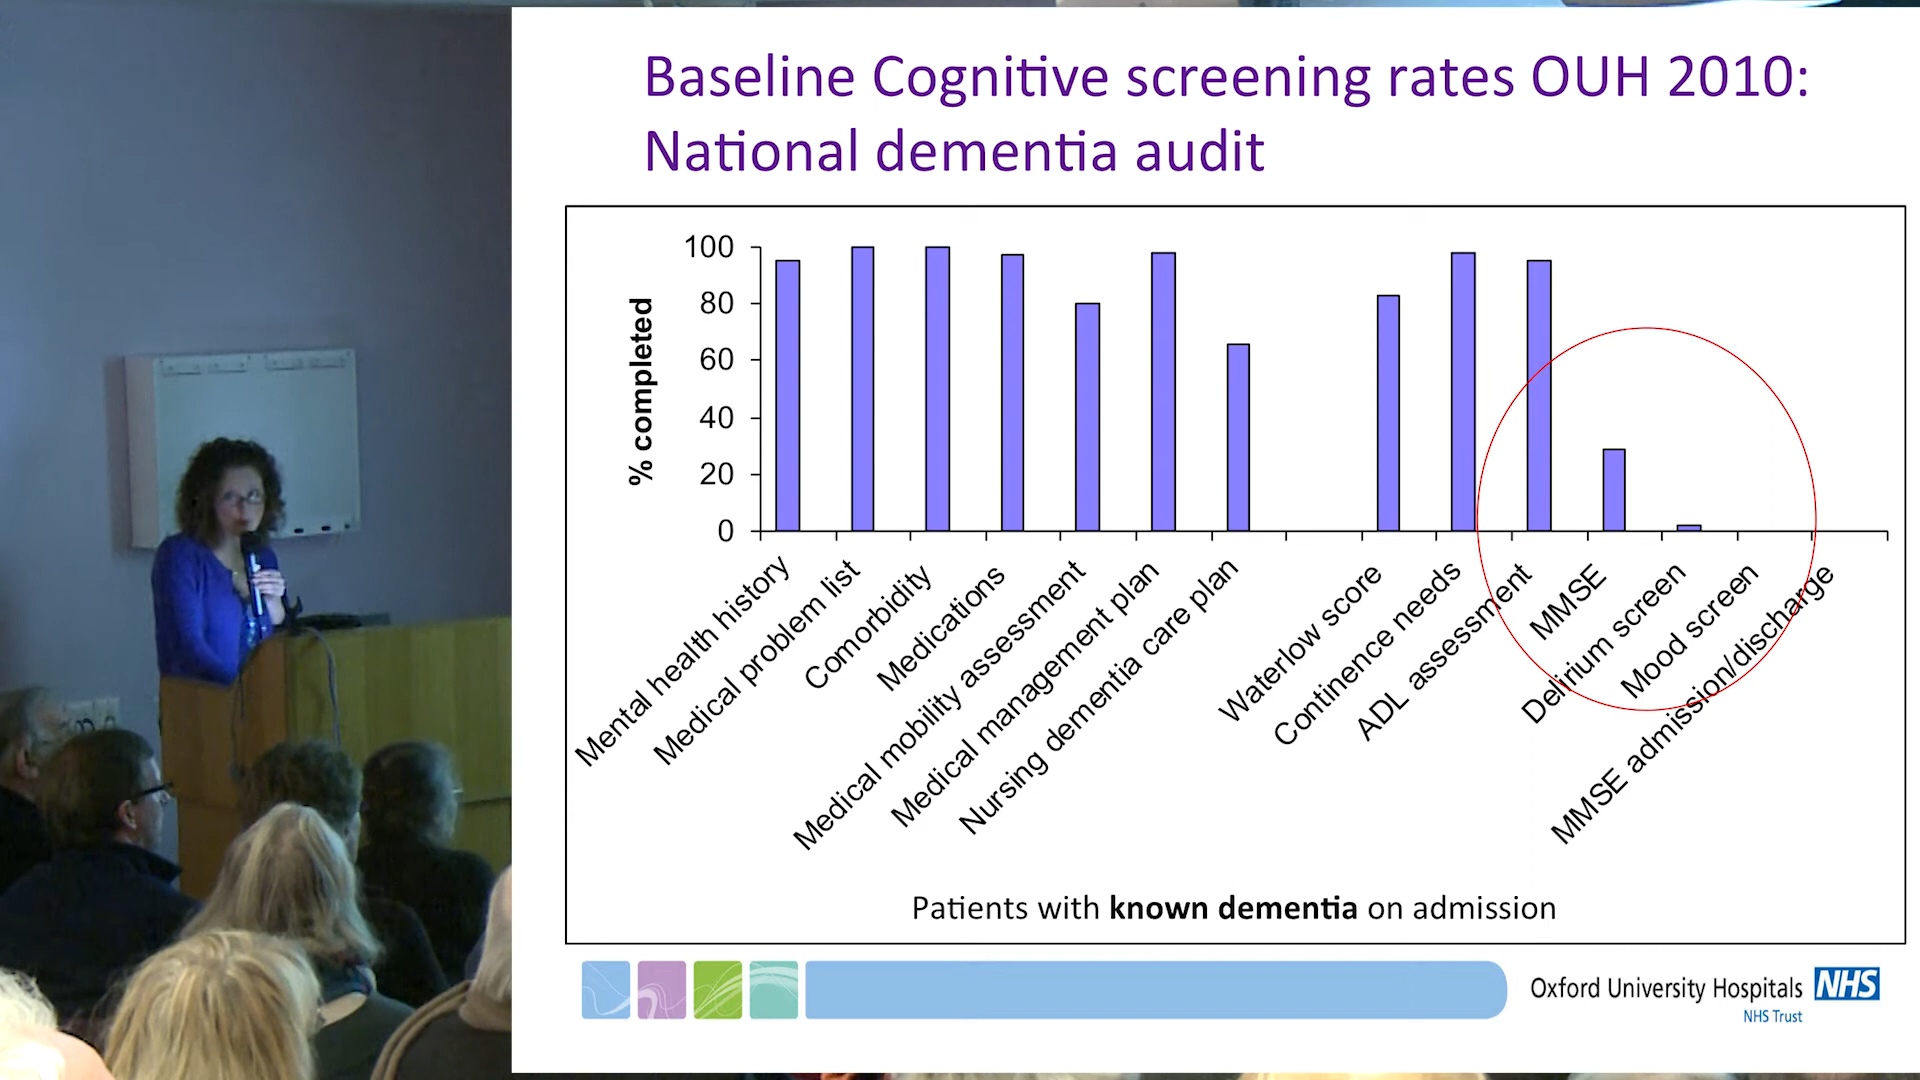 Baseline Cognitive screening rates OUH 2010:
National dementia audit
% completed
100
80
60
40
20
0
Mental health history
Medical problem list
Comorbidity
Medications
Medical mobility assessment
Medical management plan
Nursing dementia care plan
Waterlow score
Continence needs
ADL assessment
MMSE
Delirium screen
Mood screen
MMSE admission/discharge
Patients with known dementia on admission
Oxford University Hospitals NHS
NHS Trust